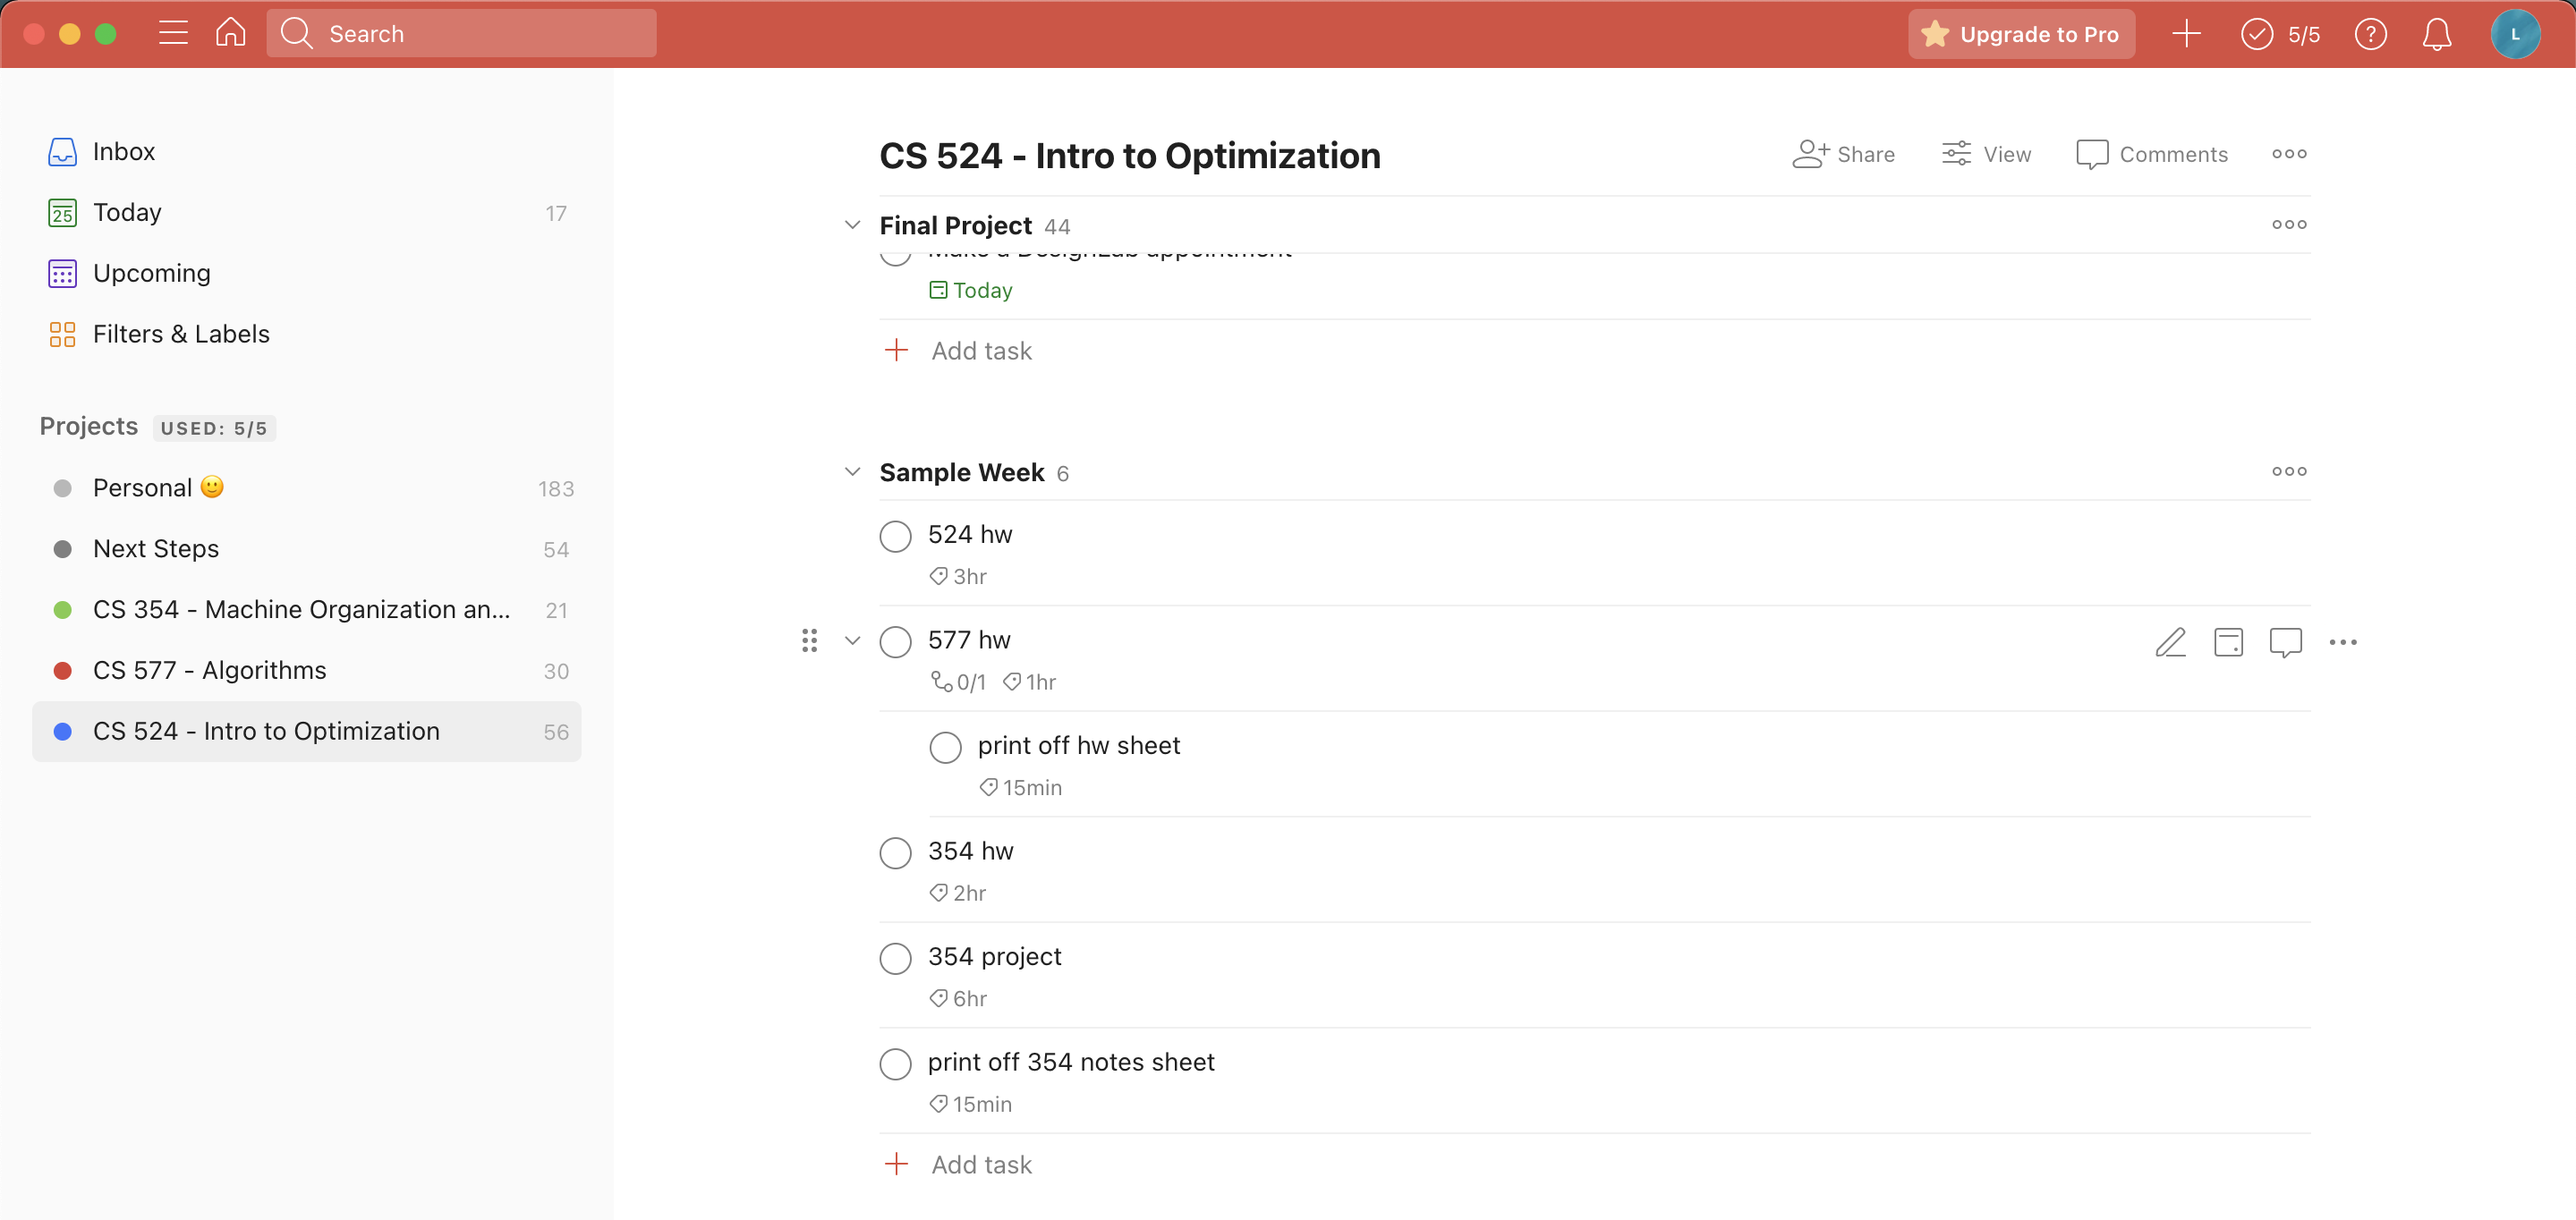 Search
Upgrade to Pro
5/5
?
L
Inbox
25 Today 17
Upcoming
Filters & Labels
Projects USED: 5/5
Personal 183
Next Steps 54
CS 354 - Machine Organization an... 21
CS 577 - Algorithms 30
CS 524 - Intro to Optimization 56
CS 524 - Intro to Optimization
Share
View
Comments
Final Project 44
Make a DesignLab appointment
Today
Add task
Sample Week 6
524 hw
3hr
577 hw
0/1 1hr
print off hw sheet
15min
354 hw
2hr
354 project
6hr
print off 354 notes sheet
15min
Add task